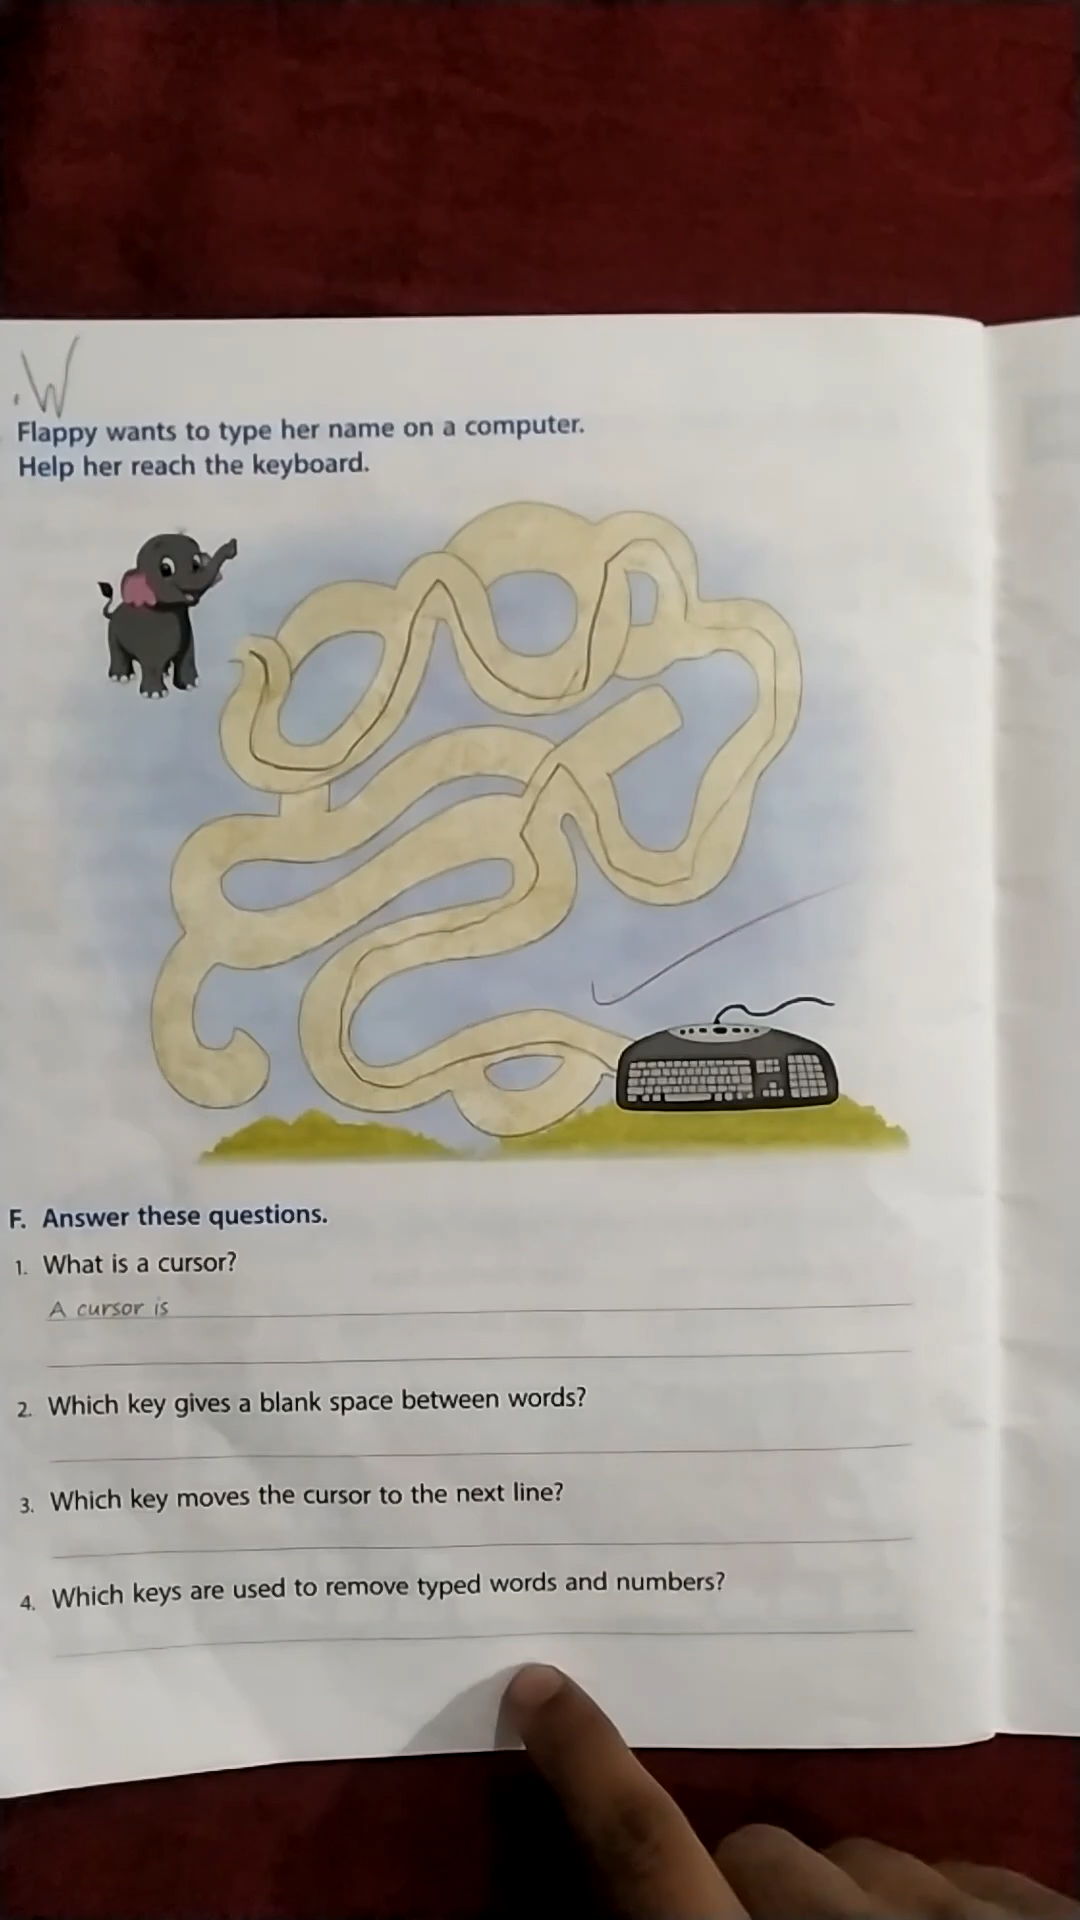 .W
Flappy wants to type her name on a computer.
Help her reach the keyboard.
F. Answer these questions.
1. What is a cursor?
A cursor is
2. Which key gives a blank space between words?
3. Which key moves the cursor to the next line?
4. Which keys are used to remove typed words and numbers?